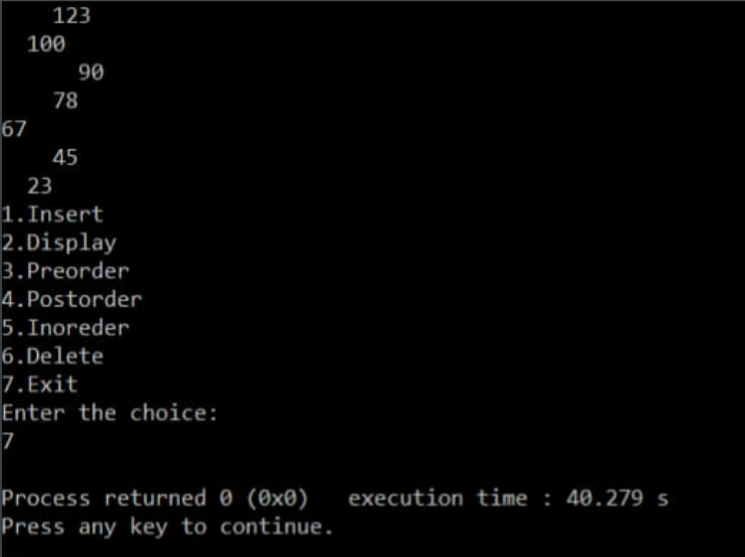 123
100
90
78
67
45
23
1.Insert
2.Display
3.Preorder
4.Postorder
5.Inoreder
6.Delete
7.Exit
Enter the choice:
7
Process returned 0 (0x0)   execution time : 40.279 s
Press any key to continue.